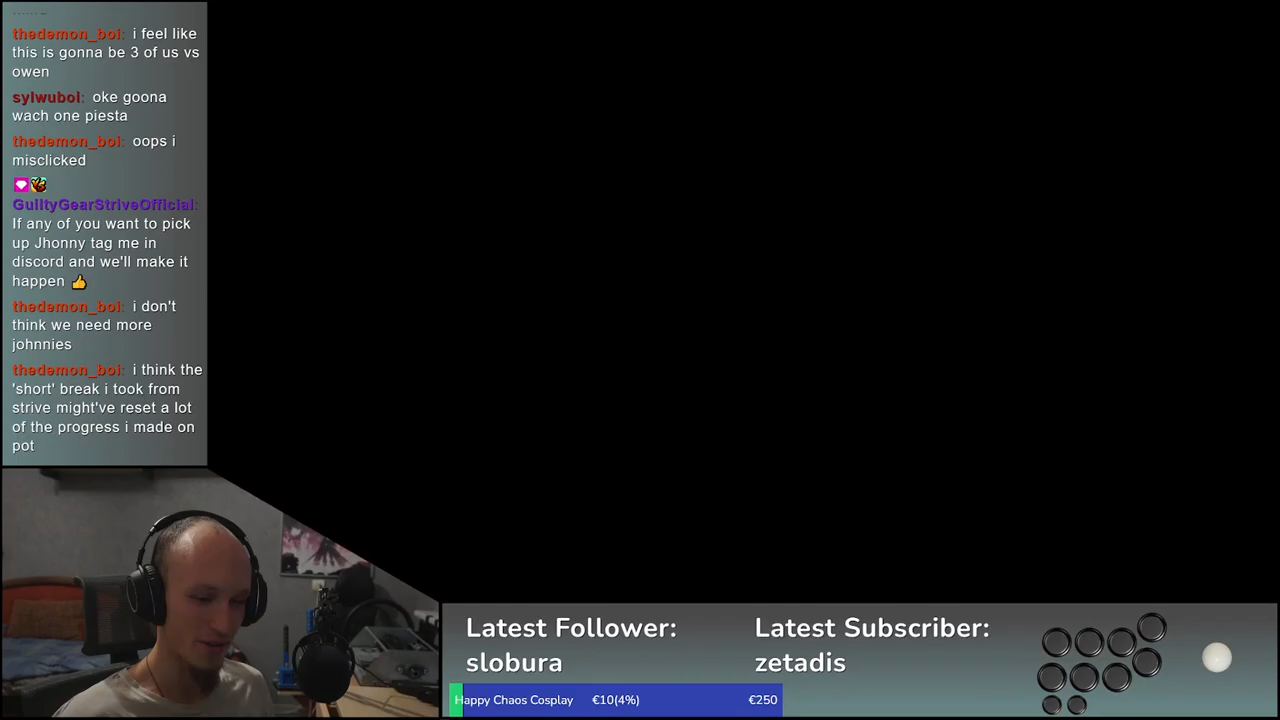 thedemon_boi: i feel like
this is gonna be 3 of us vs
owen
sylwuboi: oke goona
wach one piesta
thedemon_boi: oops i
misclicked
GuiltyGearStriveOfficial:
If any of you want to pick
up Jhonny tag me in
discord and we'll make it
happen 👍
thedemon_boi: i don't
think we need more
johnnies
thedemon_boi: i think the
'short' break i took from
strive might've reset a lot
of the progress i made on
pot
Latest Follower:
slobura
Latest Subscriber:
zetadis
Happy Chaos Cosplay €10(4%) €250